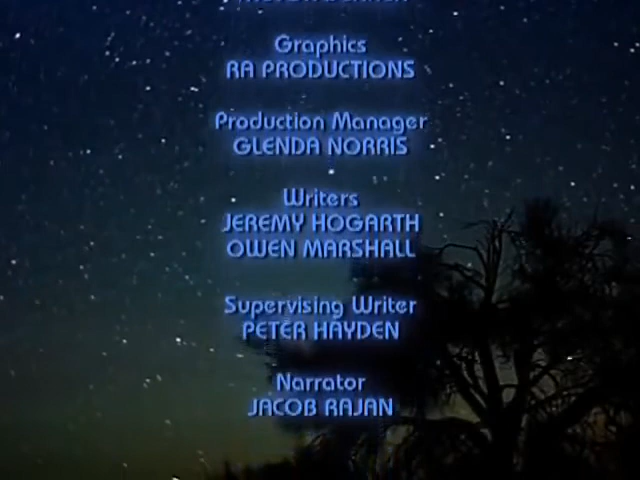 Graphics
RA PRODUCTIONS
Production Manager
GLENDA NORRIS
Writers
JEREMY HOGARTH
OWEN MARSHALL
Supervising Writer
PETER HAYDEN
Narrator
JACOB RAJAN